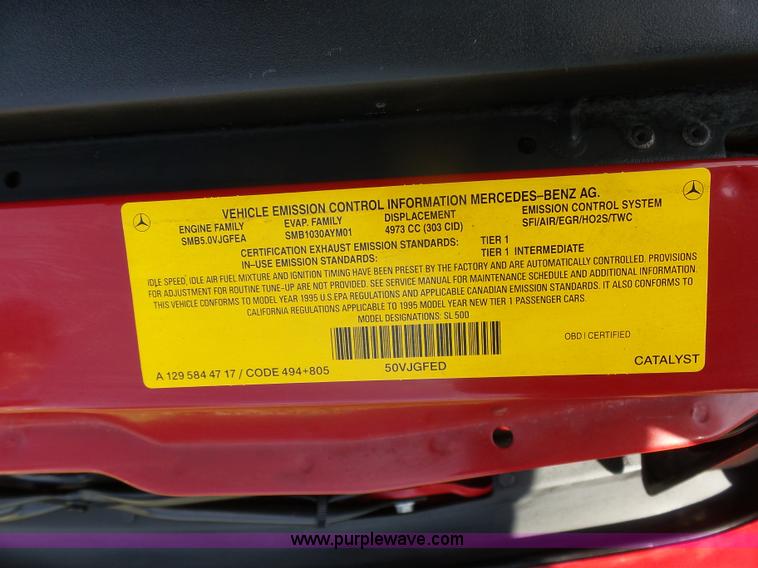 VEHICLE EMISSION CONTROL INFORMATION MERCEDES-BENZ AG.
ENGINE FAMILY EVAP. FAMILY DISPLACEMENT EMISSION CONTROL SYSTEM
SMB5.0VJGFEA SMB1030AYM01 4973 CC (303 CID) SFI/AIR/EGR/HO2S/TWC
CERTIFICATION EXHAUST EMISSION STANDARDS: TIER 1
IN-USE EMISSION STANDARDS: TIER 1 INTERMEDIATE
IDLE SPEED, IDLE AIR FUEL MIXTURE AND IGNITION TIMING HAVE BEEN PRESET BY THE FACTORY AND ARE AUTOMATICALLY CONTROLLED. PROVISIONS
FOR ADJUSTMENT FOR ROUTINE TUNE-UP ARE NOT PROVIDED. SEE SERVICE MANUAL FOR MAINTENANCE SCHEDULE AND ADDITIONAL INFORMATION.
THIS VEHICLE CONFORMS TO MODEL YEAR 1995 U.S.EPA REGULATIONS AND APPLICABLE CANADIAN EMISSION STANDARDS. IT ALSO CONFORMS TO
CALIFORNIA REGULATIONS APPLICABLE TO 1995 MODEL YEAR NEW TIER 1 PASSENGER CARS.
MODEL DESIGNATIONS: SL 500
OBD I CERTIFIED
A 129 584 47 17 / CODE 494+805 50VJGFED CATALYST
www.purplewave.com